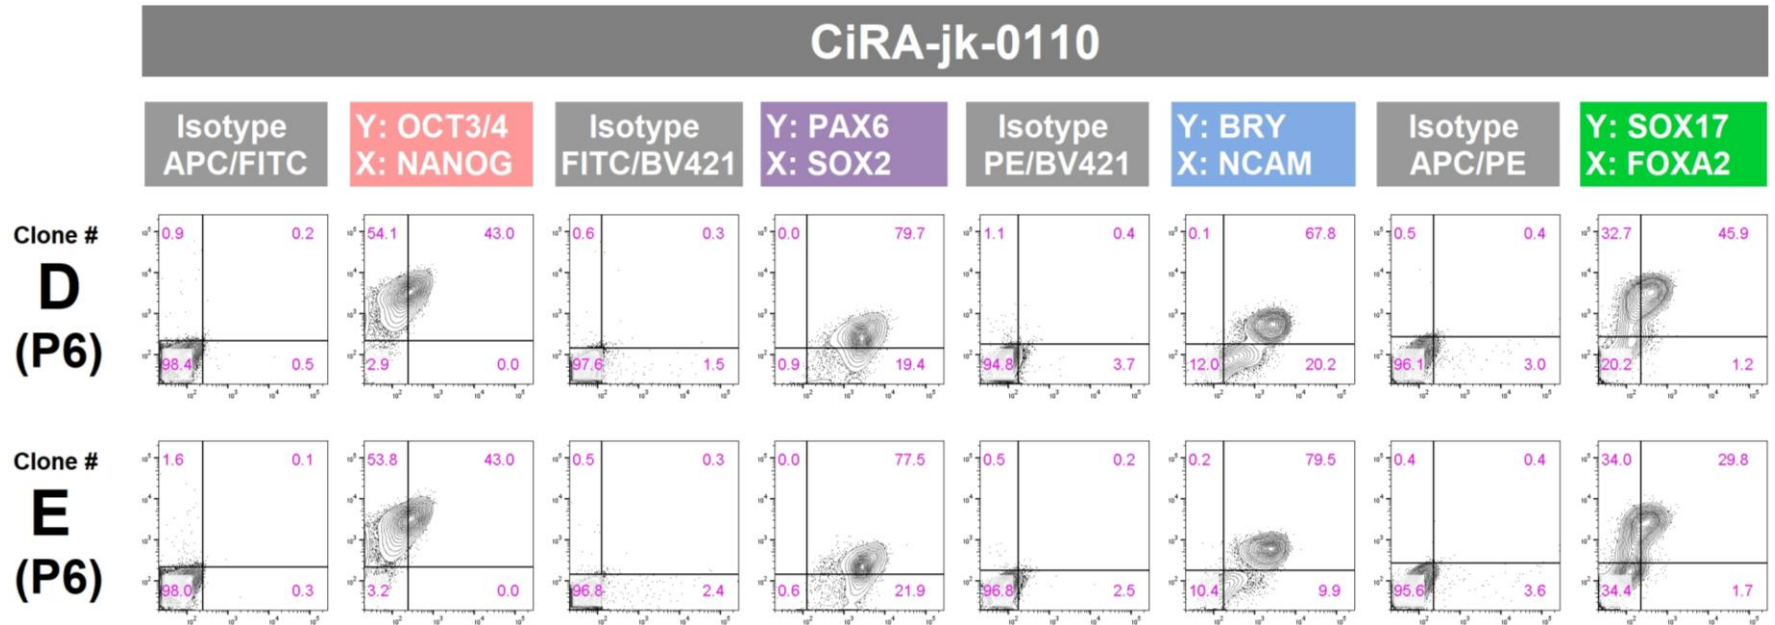 CiRA-jk-0110
Isotype
APC/FITC
Y: OCT3/4
X: NANOG
Isotype
FITC/BV421
Y: PAX6
X: SOX2
Isotype
PE/BV421
Y: BRY
X: NCAM
Isotype
APC/PE
Y: SOX17
X: FOXA2
Clone #
D
(P6)
0.9 0.2
98.4 0.5
54.1 43.0
2.9 0.0
0.6 0.3
97.6 1.5
0.0 79.7
0.9 19.4
1.1 0.4
94.8 3.7
0.1 67.8
12.0 20.2
0.5 0.4
96.1 3.0
32.7 45.9
20.2 1.2
Clone #
E
(P6)
1.6 0.1
98.0 0.3
53.8 43.0
3.2 0.0
0.5 0.3
96.8 2.4
0.0 77.5
0.6 21.9
0.5 0.2
96.8 2.5
0.2 79.5
10.4 9.9
0.4 0.4
95.6 3.6
34.0 29.8
34.4 1.7